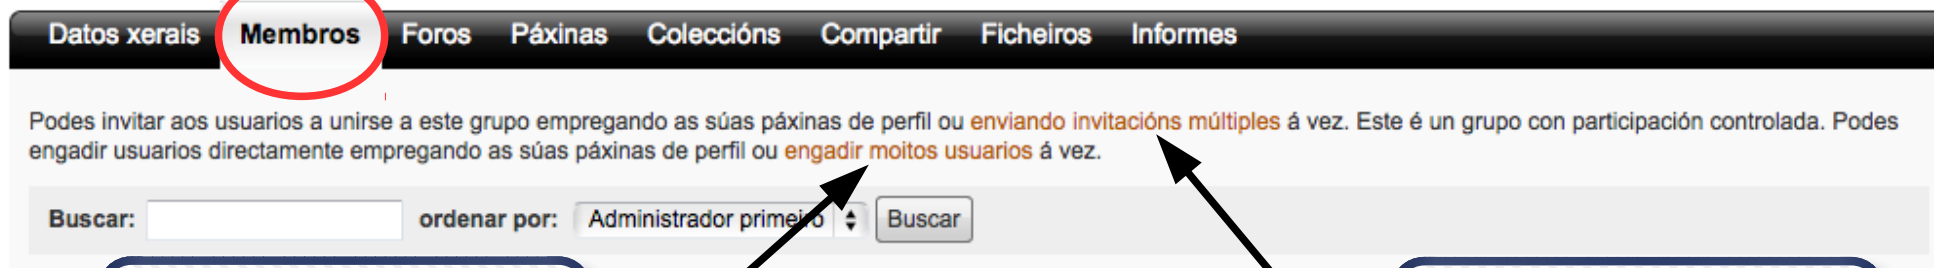 Datos xerais Membros Foros Páxinas Coleccións Compartir Ficheiros Informes
Podes invitar aos usuarios a unirse a este grupo empregando as súas páxinas de perfil ou enviando invitacións múltiples á vez. Este é un grupo con participación controlada. Podes
engadir usuarios directamente empregando as súas páxinas de perfil ou engadir moitos usuarios á vez.
Buscar: ordenar por: Administrador primeiro Buscar